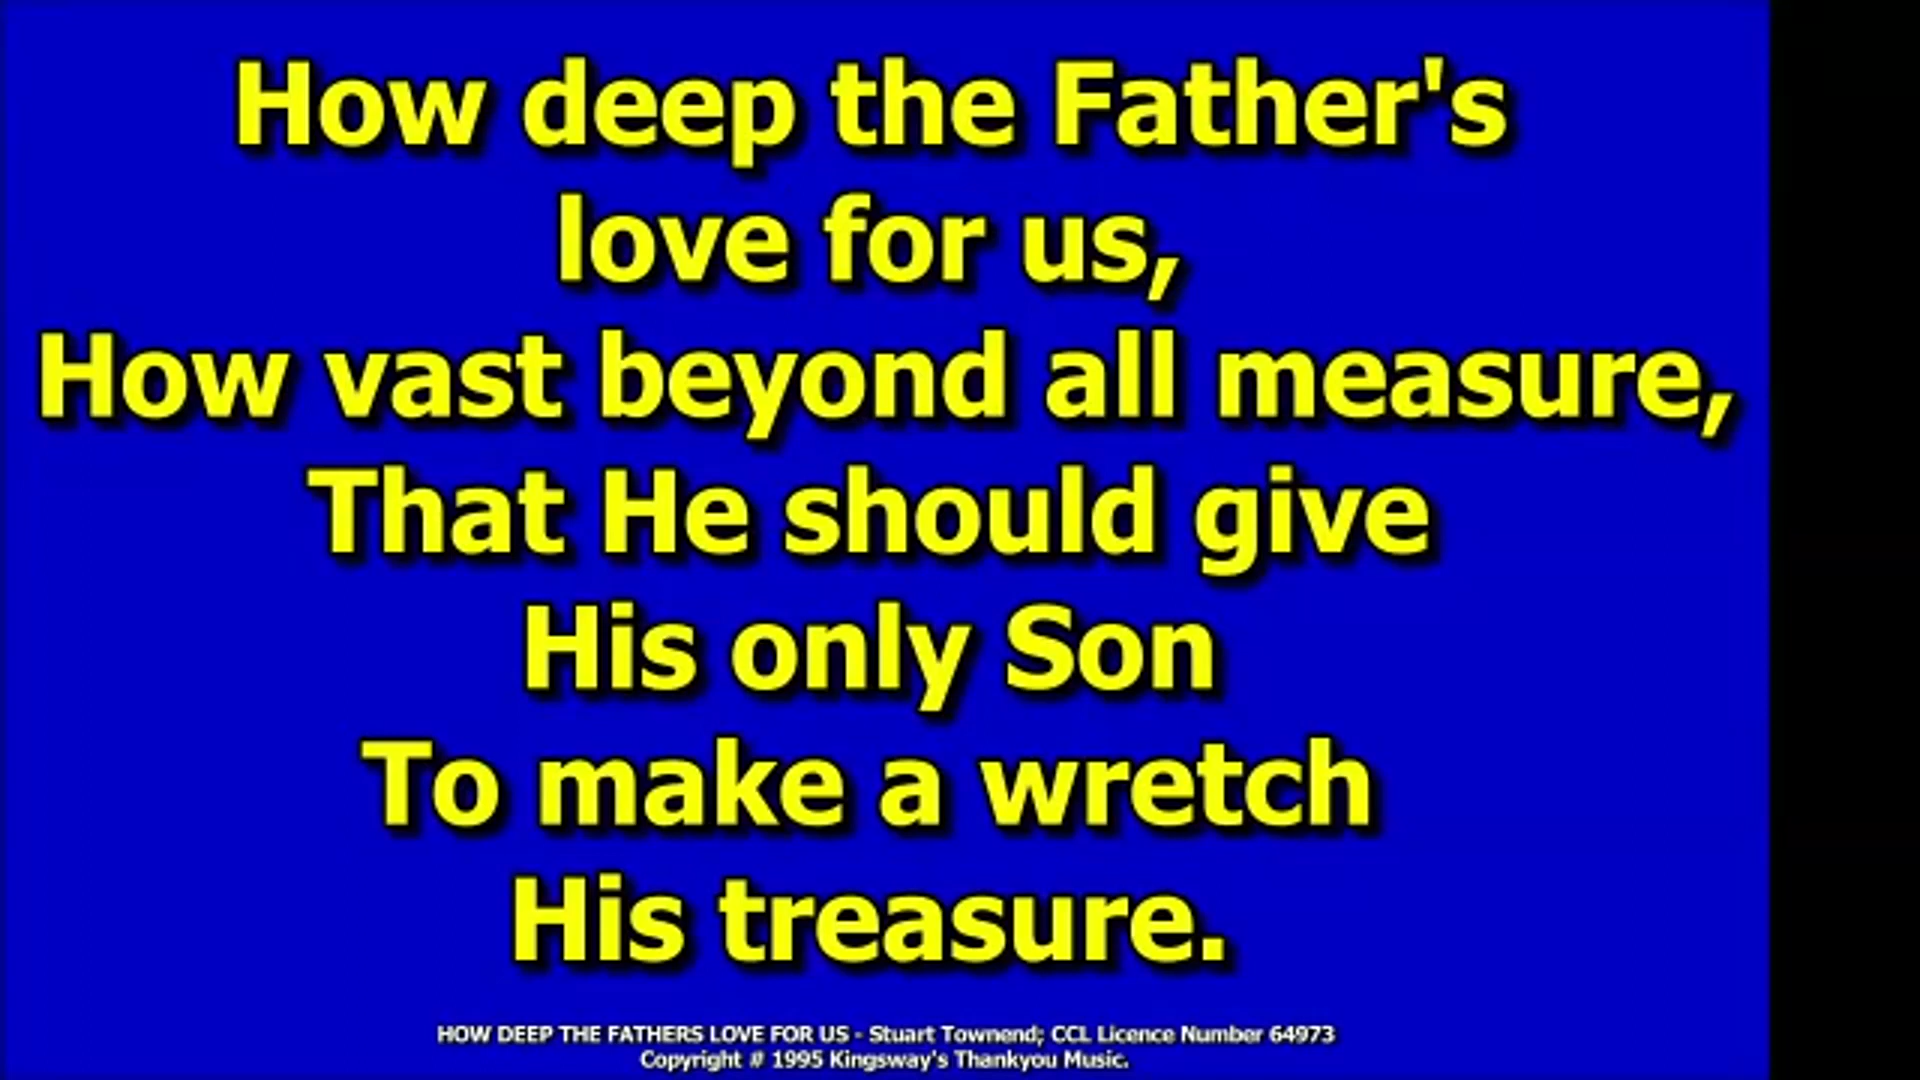 How deep the Father's
love for us,
How vast beyond all measure,
That He should give
His only Son
To make a wretch
His treasure.
HOW DEEP THE FATHERS LOVE FOR US - Stuart Townend; CCL Licence Number 64973
Copyright # 1995 Kingsway's Thankyou Music.